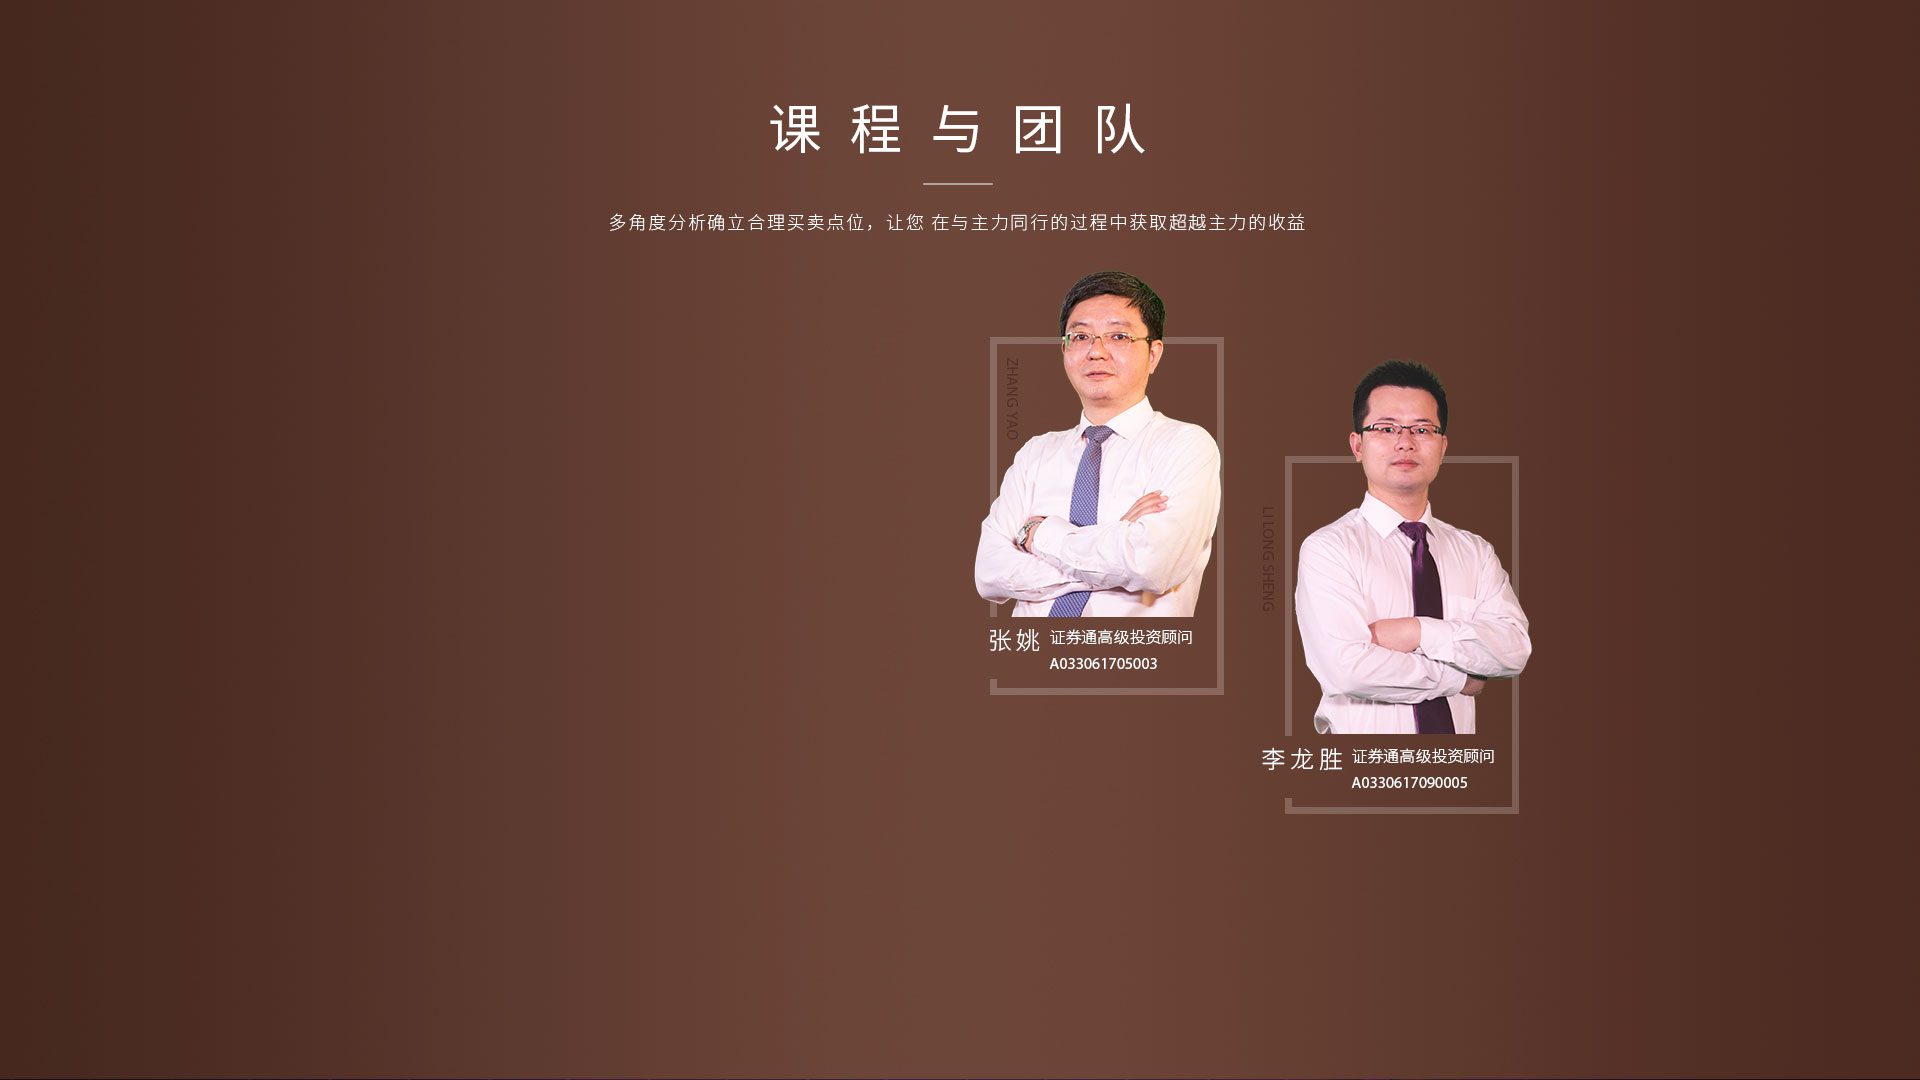 课程与团队
多角度分析确立合理买卖点位，让您 在与主力同行的过程中获取超越主力的收益
ZHANG YAO
张姚 证券通高级投资顾问
A033061705003
LI LONG SHENG
李龙胜 证券通高级投资顾问
A0330617090005